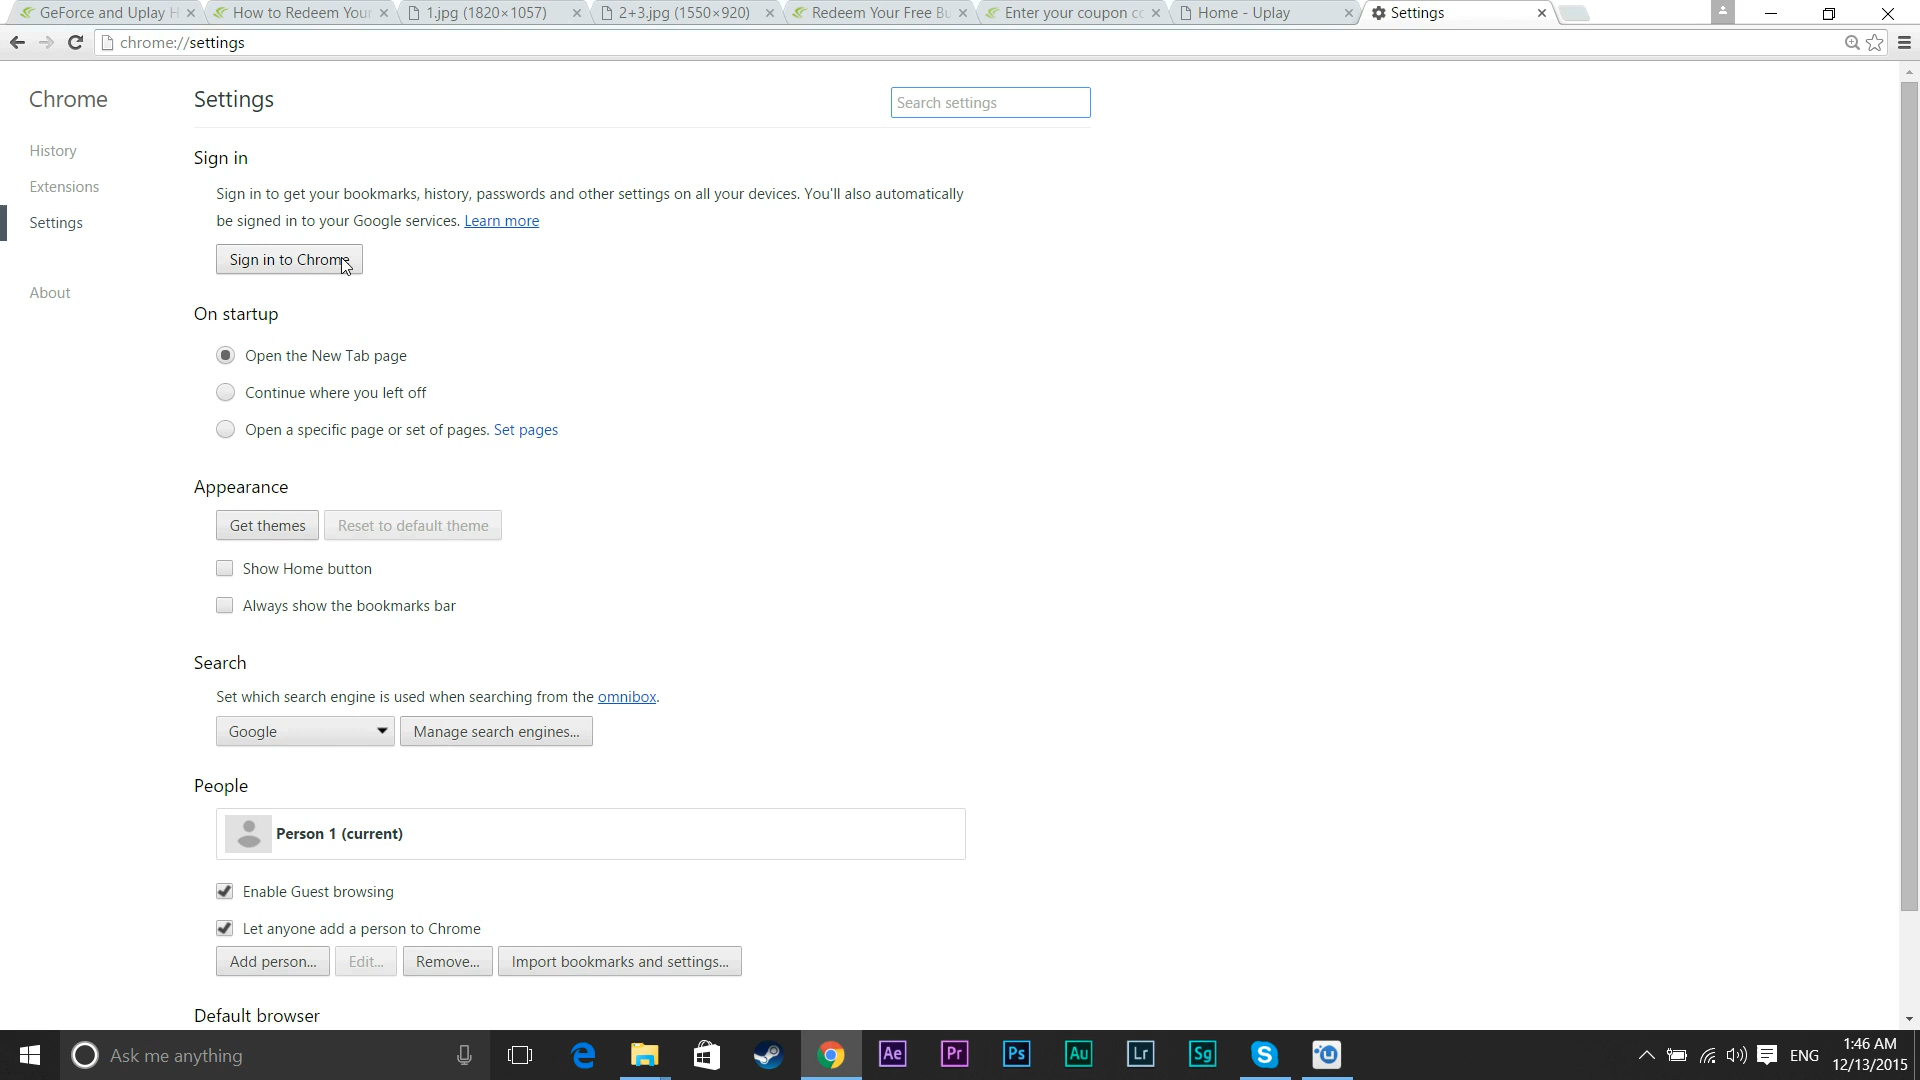 GeForce and Uplay H
How to Redeem Your
1.jpg (1820×1057)
2+3.jpg (1550×920)
Redeem Your Free Bu
Enter your coupon co
Home - Uplay
Settings
chrome://settings
Chrome
Settings
Search settings
History
Extensions
Settings
About
Sign in
Sign in to get your bookmarks, history, passwords and other settings on all your devices. You'll also automatically
be signed in to your Google services. Learn more
Sign in to Chrome
On startup
Open the New Tab page
Continue where you left off
Open a specific page or set of pages. Set pages
Appearance
Get themes
Reset to default theme
Show Home button
Always show the bookmarks bar
Search
Set which search engine is used when searching from the omnibox.
Google
Manage search engines...
People
Person 1 (current)
Enable Guest browsing
Let anyone add a person to Chrome
Add person...
Edit...
Remove...
Import bookmarks and settings...
Default browser
Ask me anything
Ae
Pr
Ps
Au
Lr
Sg
ENG
1:46 AM
12/13/2015